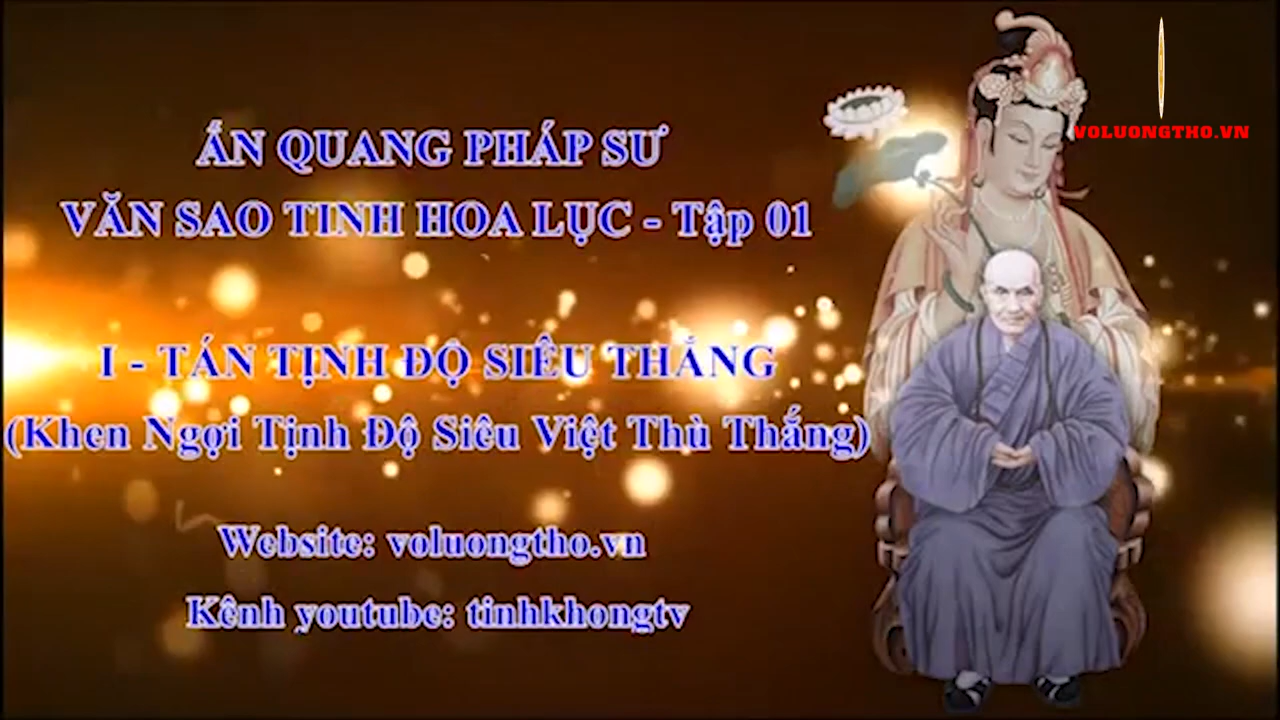 ẤN QUANG PHÁP SƯ
VĂN SAO TINH HOA LỤC - Tập 01
I - TÁN TỊNH ĐỘ SIÊU THẮNG
(Khen Ngợi Tịnh Độ Siêu Việt Thù Thắng)
Website: voluongtho.vn
Kênh youtube: tinhkhongtv
VOLUONGTHO.VN